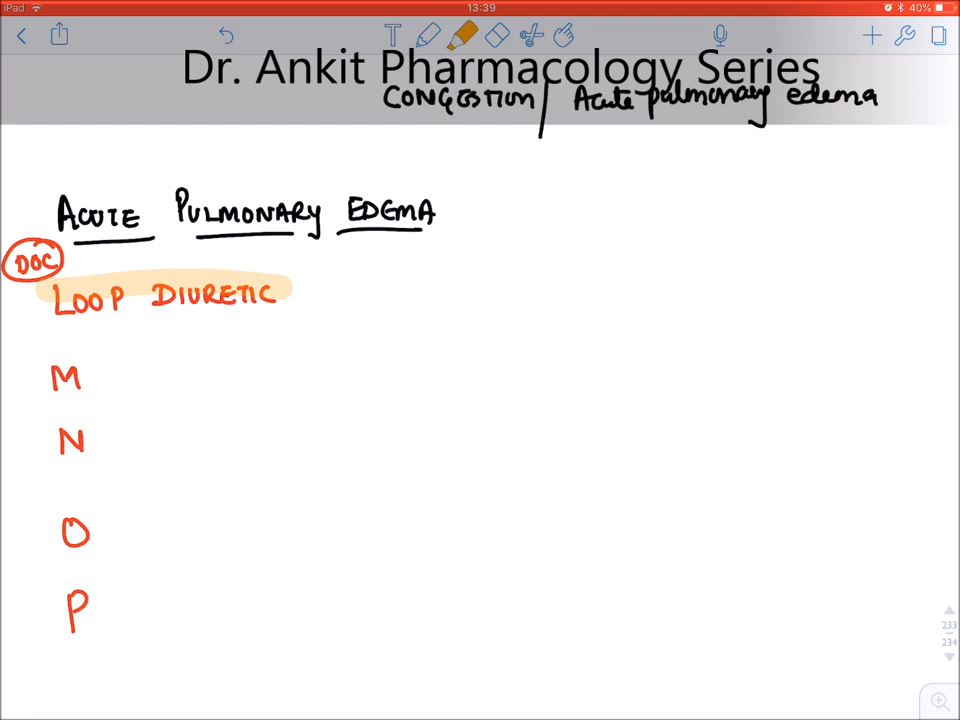 iPad 13:39 40%
T
Dr. Ankit Pharmacology Series
CONGESTION / Acute pulmonary edema
ACUTE PULMONARY EDEMA
DOC
LOOP DIURETIC
M
N
O
P
233
234